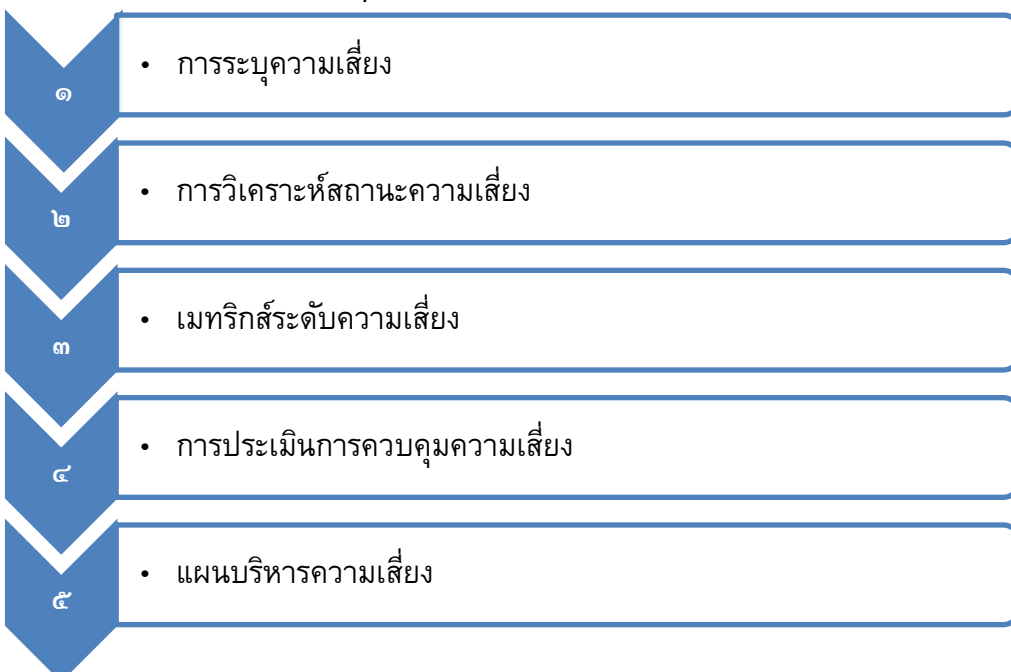 ๑
• การระบุความเสี่ยง
๒
• การวิเคราะห์สถานะความเสี่ยง
๓
• เมทริกส์ระดับความเสี่ยง
๔
• การประเมินการควบคุมความเสี่ยง
๕
• แผนบริหารความเสี่ยง